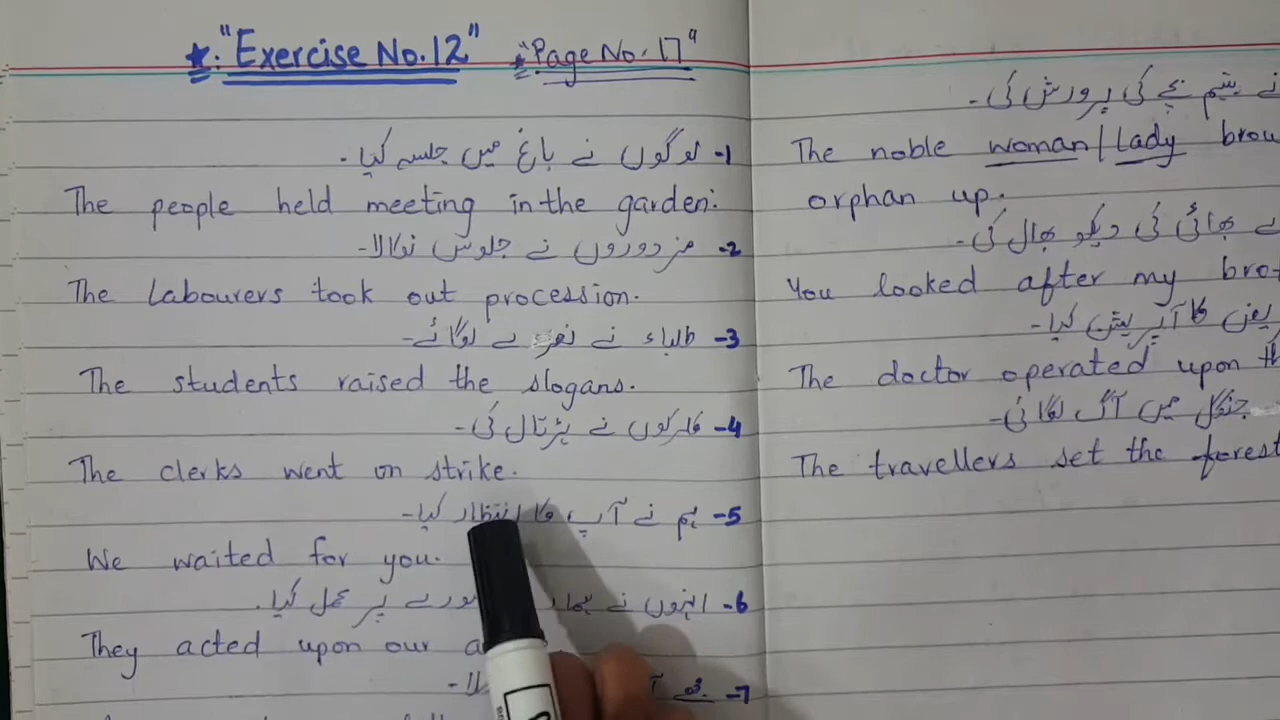 ★: "Exercise No.12" ★ "Page No. 17"
1- لوگوں نے باغ میں جلسہ کیا۔
The people held meeting in the garden.
2- مزدوروں نے جلوس نکالا۔
The labourers took out procession.
3- طلباء نے نعرے لگائے۔
The students raised the slogans.
4- کلرکوں نے ہڑتال کی۔
The clerks went on strike.
5- ہم نے آپ کا انتظار کیا۔
We waited for you.
6- انہوں نے پر عمل کیا۔
They acted upon our
7-
نے یتیم بچے کی پرورش کی۔
The noble woman/lady
orphan up.
بھائی کی دیکھ بھال کی۔
You looked after my
کا آپریشن کیا۔
The doctor operated upon
جنگل میں آگ لگائی۔
The travellers set the forest